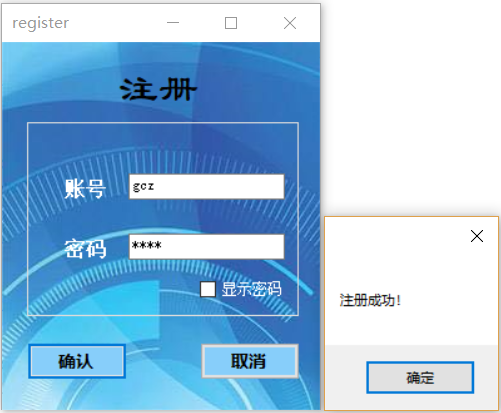 register
注册
账号 gcz
密码 ****
显示密码
确认 取消
注册成功！
确定